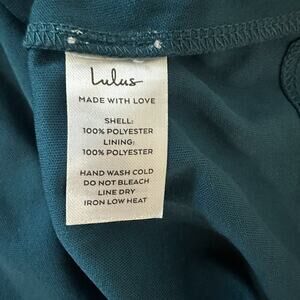 Lulus
MADE WITH LOVE
SHELL:
100% POLYESTER
LINING:
100% POLYESTER
HAND WASH COLD
DO NOT BLEACH
LINE DRY
IRON LOW HEAT